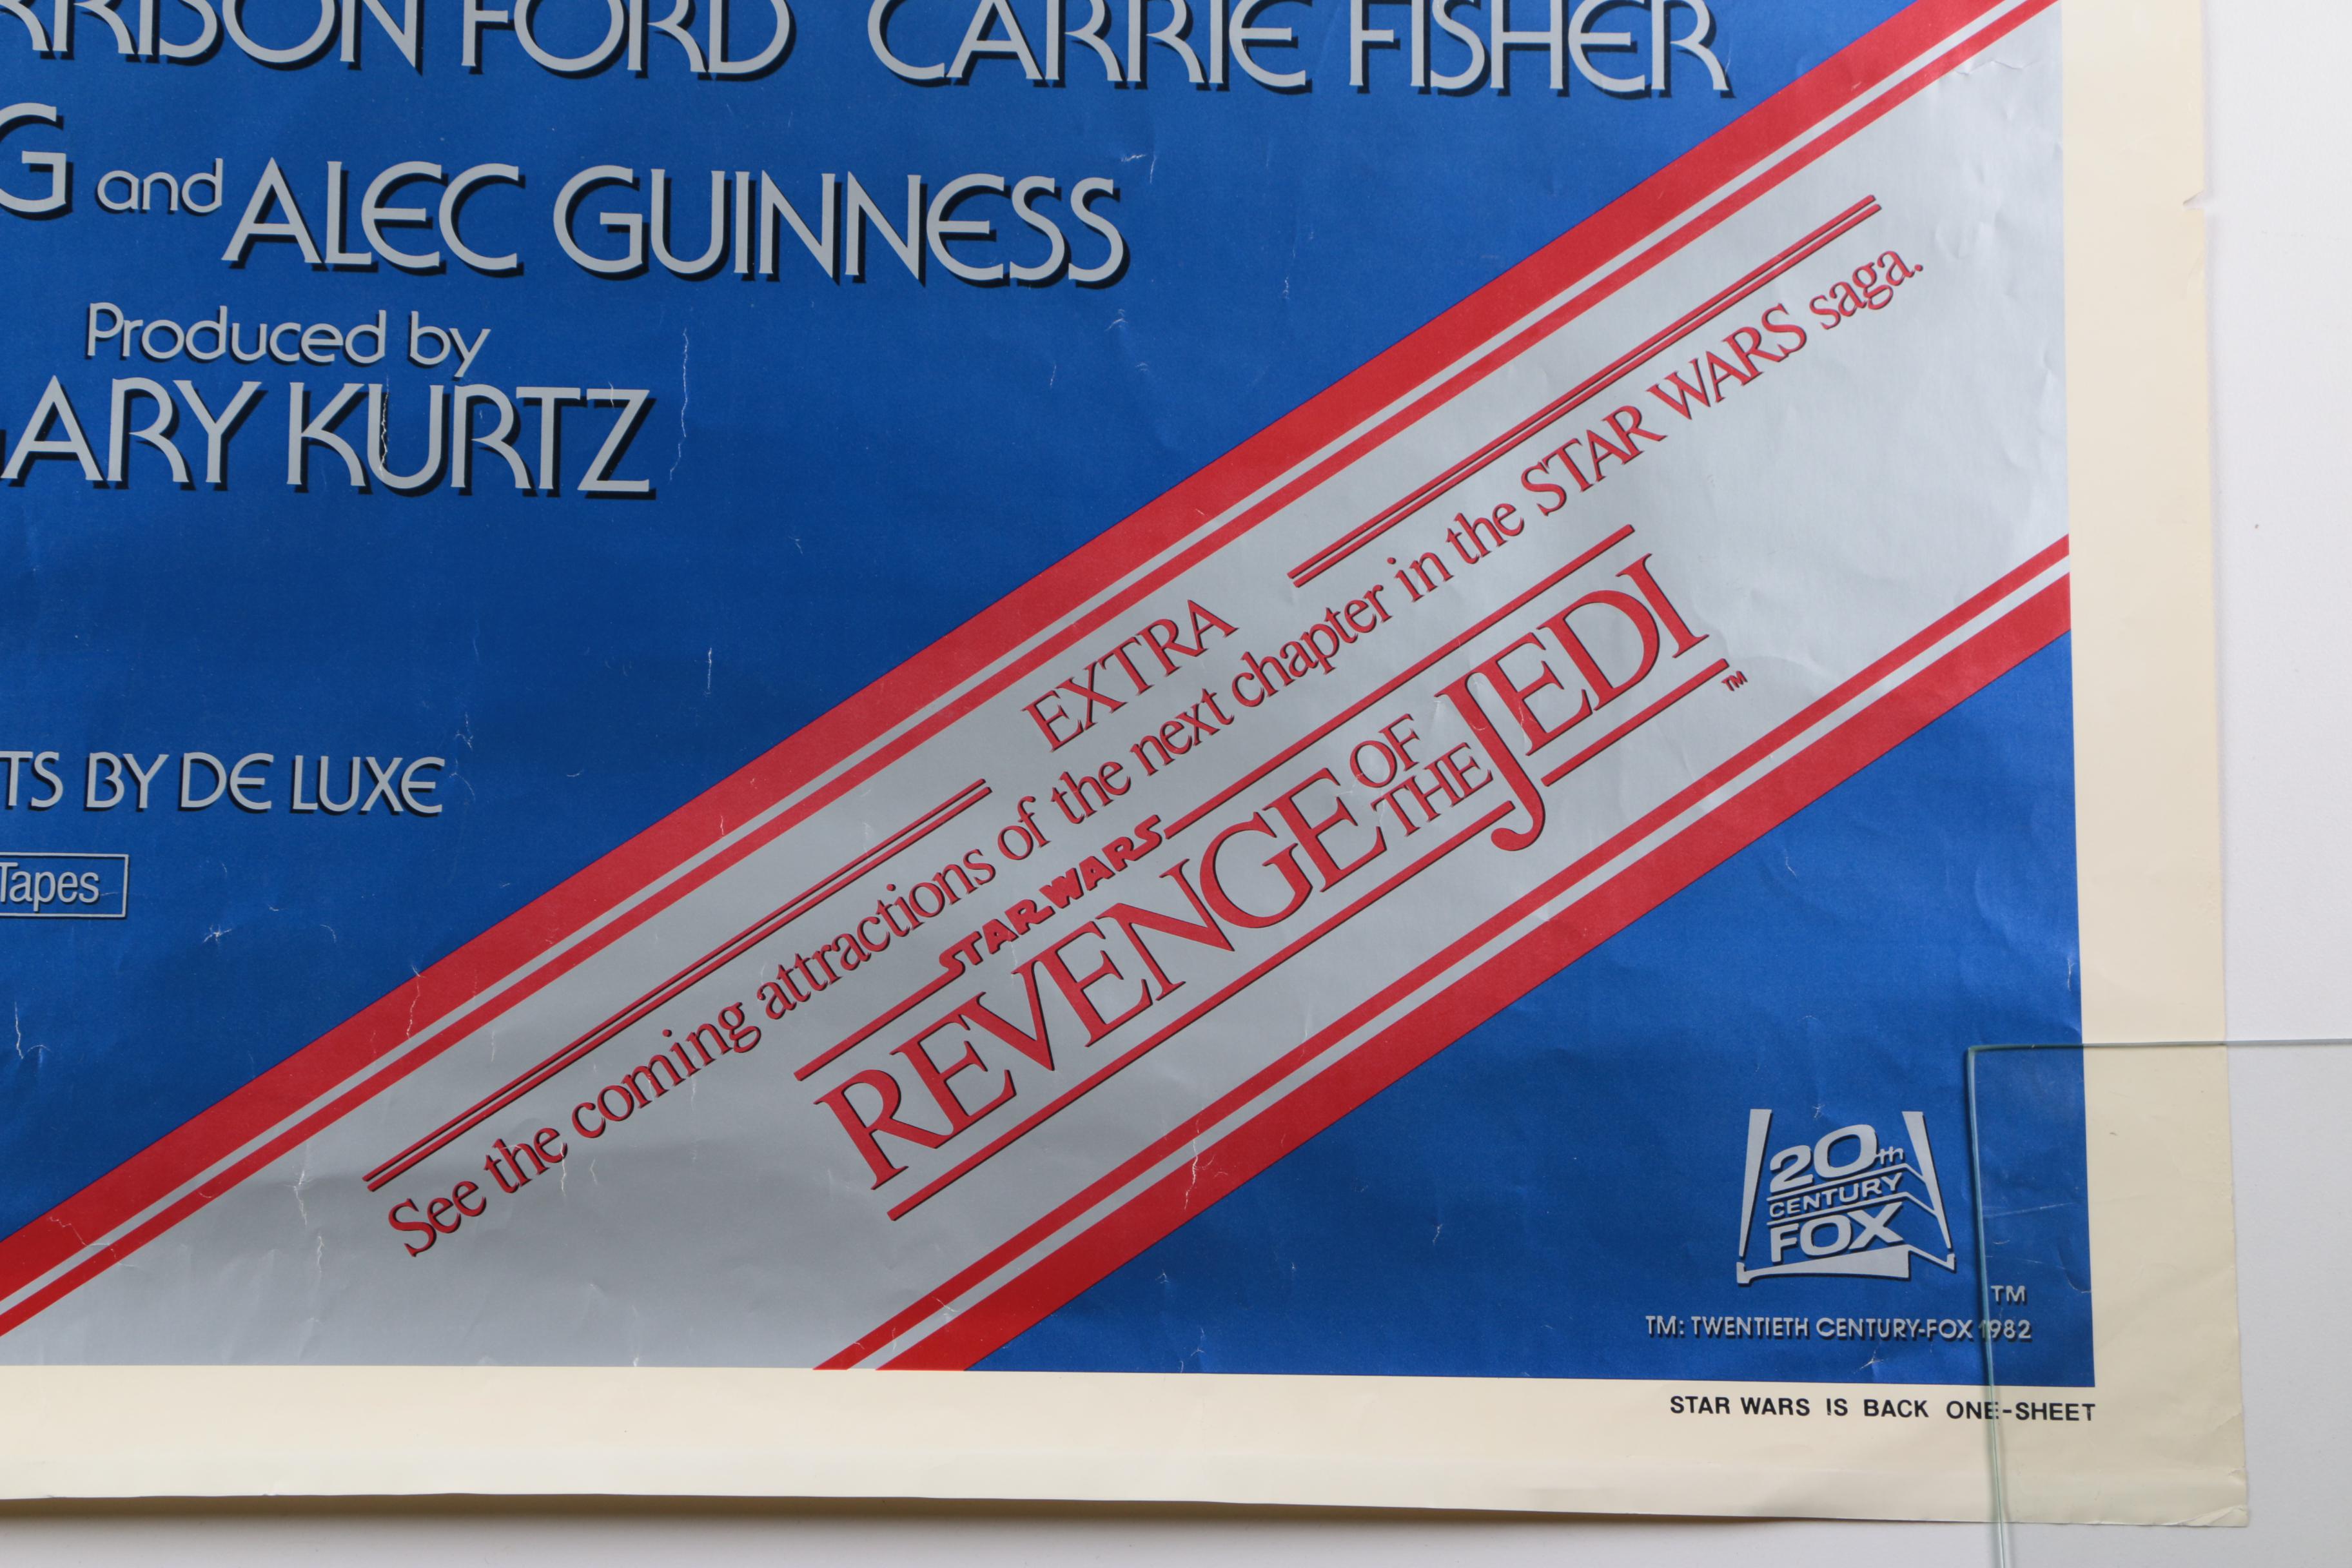 RRISON FORD CARRIE FISHER
G and ALEC GUINNESS
Produced by
ARY KURTZ
TS BY DE LUXE
Tapes
EXTRA
See the coming attractions of the next chapter in the STAR WARS saga.
STAR WARS
REVENGE OF THE JEDI
TM
20th
CENTURY
FOX
TM
TM: TWENTIETH CENTURY-FOX 1982
STAR WARS IS BACK ONE-SHEET